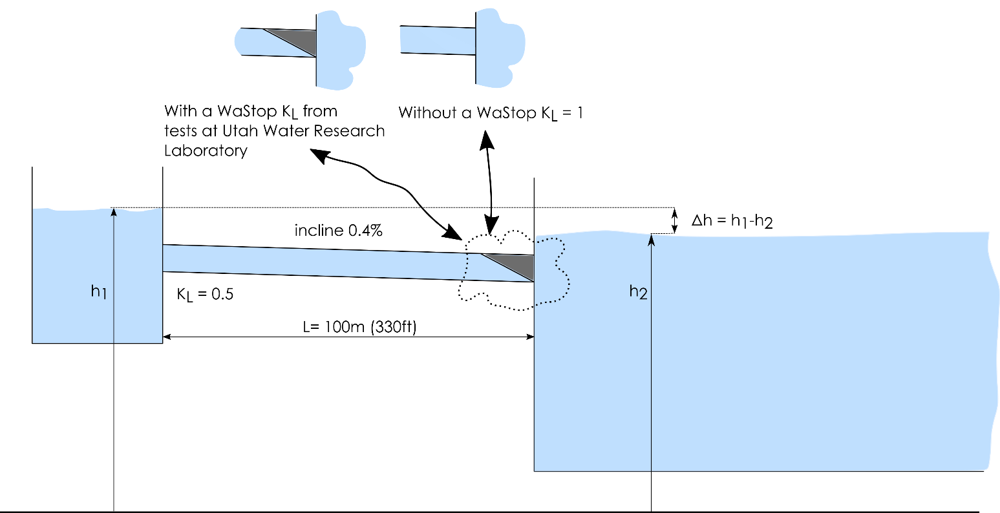 With a WaStop KL from
tests at Utah Water Research
Laboratory
Without a WaStop KL = 1
incline 0.4%
Δh = h1-h2
h1
KL = 0.5
h2
L= 100m (330ft)